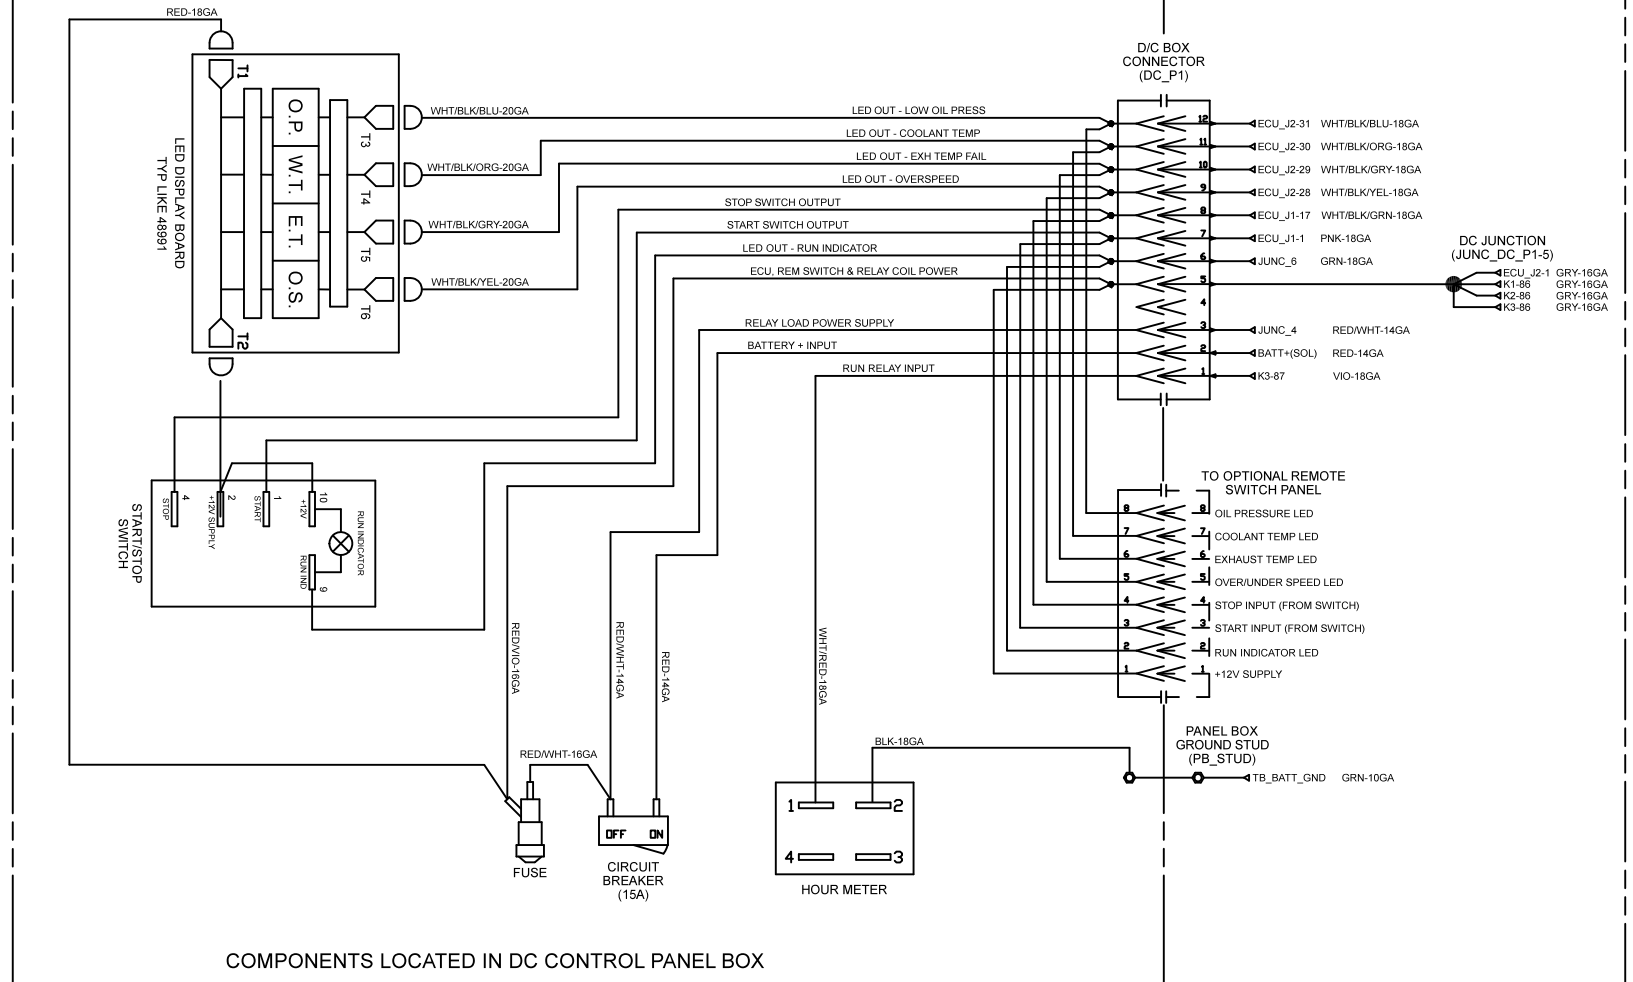 RED-18GA
T1
O.P.
W.T.
E.T.
O.S.
T3
T4
T5
T6
T2
LED DISPLAY BOARD
TYP LIKE 48991
WHT/BLK/BLU-20GA
WHT/BLK/ORG-20GA
WHT/BLK/GRY-20GA
WHT/BLK/YEL-20GA
LED OUT - LOW OIL PRESS
LED OUT - COOLANT TEMP
LED OUT - EXH TEMP FAIL
LED OUT - OVERSPEED
STOP SWITCH OUTPUT
START SWITCH OUTPUT
LED OUT - RUN INDICATOR
ECU, REM SWITCH & RELAY COIL POWER
RELAY LOAD POWER SUPPLY
BATTERY + INPUT
RUN RELAY INPUT
D/C BOX
CONNECTOR
(DC_P1)
12 ECU_J2-31 WHT/BLK/BLU-18GA
11 ECU_J2-30 WHT/BLK/ORG-18GA
10 ECU_J2-29 WHT/BLK/GRY-18GA
9 ECU_J2-28 WHT/BLK/YEL-18GA
8 ECU_J1-17 WHT/BLK/GRN-18GA
7 ECU_J1-1 PNK-18GA
6 JUNC_6 GRN-18GA
5
4
3 JUNC_4 RED/WHT-14GA
2 BATT+(SOL) RED-14GA
1 K3-87 VIO-18GA
DC JUNCTION
(JUNC_DC_P1-5)
ECU_J2-1 GRY-16GA
K1-86 GRY-16GA
K2-86 GRY-16GA
K3-86 GRY-16GA
4
STOP
2
+12V SUPPLY
1
START
10
+12V
RUN INDICATOR
RUN IND
9
START/STOP
SWITCH
TO OPTIONAL REMOTE
SWITCH PANEL
8 8 OIL PRESSURE LED
7 7 COOLANT TEMP LED
6 6 EXHAUST TEMP LED
5 5 OVER/UNDER SPEED LED
4 4 STOP INPUT (FROM SWITCH)
3 3 START INPUT (FROM SWITCH)
2 2 RUN INDICATOR LED
1 1 +12V SUPPLY
RED/VIO-16GA
RED/WHT-14GA
RED-14GA
WHT/RED-18GA
RED/WHT-16GA
BLK-18GA
PANEL BOX
GROUND STUD
(PB_STUD)
TB_BATT_GND GRN-10GA
FUSE
OFF ON
CIRCUIT
BREAKER
(15A)
1 2
4 3
HOUR METER
COMPONENTS LOCATED IN DC CONTROL PANEL BOX